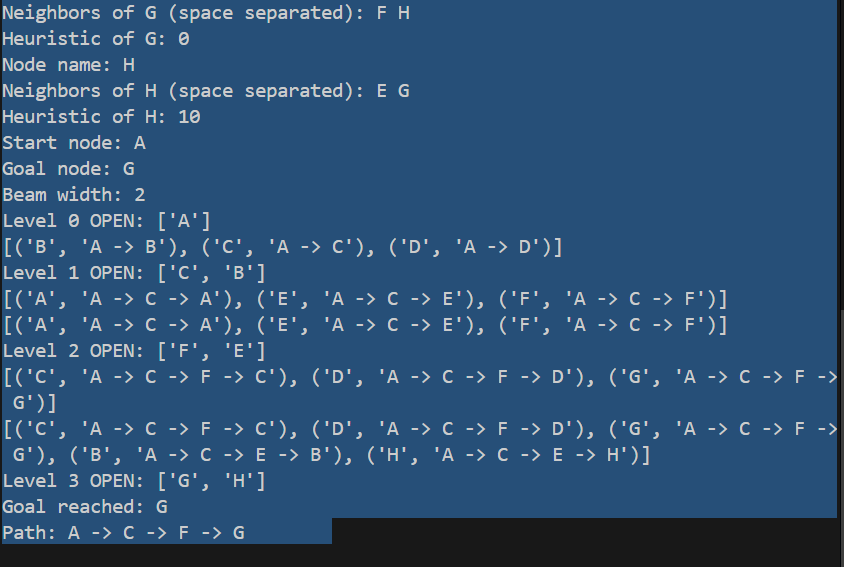 Neighbors of G (space separated): F H
Heuristic of G: 0
Node name: H
Neighbors of H (space separated): E G
Heuristic of H: 10
Start node: A
Goal node: G
Beam width: 2
Level 0 OPEN: ['A']
[('B', 'A -> B'), ('C', 'A -> C'), ('D', 'A -> D')]
Level 1 OPEN: ['C', 'B']
[('A', 'A -> C -> A'), ('E', 'A -> C -> E'), ('F', 'A -> C -> F')]
[('A', 'A -> C -> A'), ('E', 'A -> C -> E'), ('F', 'A -> C -> F')]
Level 2 OPEN: ['F', 'E']
[('C', 'A -> C -> F -> C'), ('D', 'A -> C -> F -> D'), ('G', 'A -> C -> F ->
 G')]
[('C', 'A -> C -> F -> C'), ('D', 'A -> C -> F -> D'), ('G', 'A -> C -> F ->
 G'), ('B', 'A -> C -> E -> B'), ('H', 'A -> C -> E -> H')]
Level 3 OPEN: ['G', 'H']
Goal reached: G
Path: A -> C -> F -> G